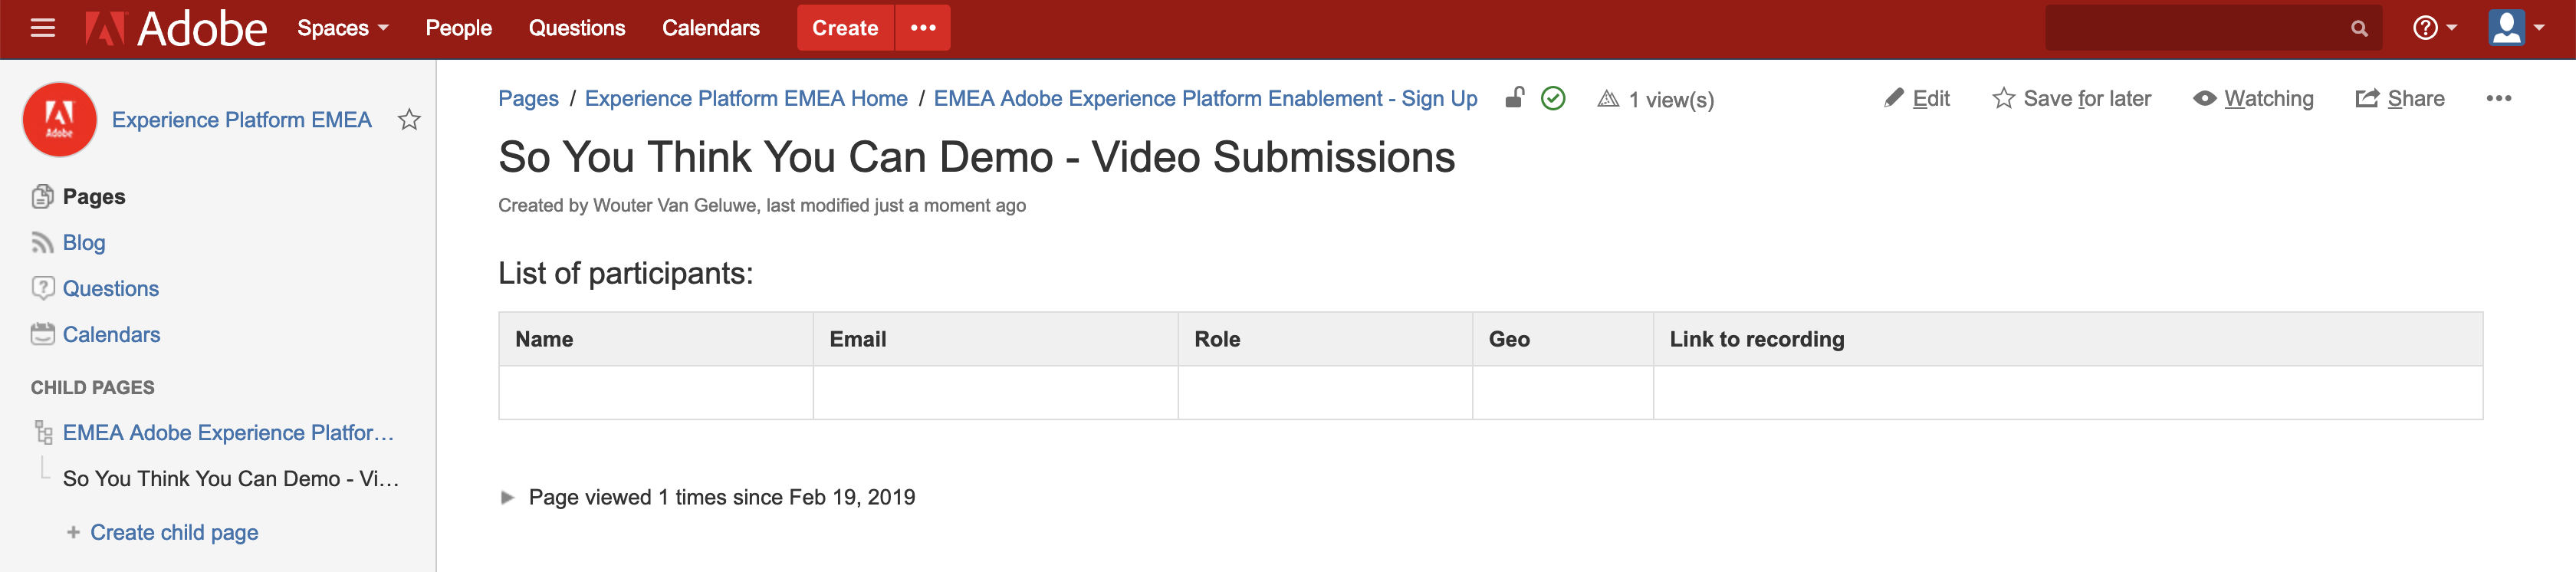 Adobe Spaces People Questions Calendars Create
Adobe
Experience Platform EMEA
Pages
Blog
Questions
Calendars
CHILD PAGES
EMEA Adobe Experience Platfor…
So You Think You Can Demo - Vi…
+ Create child page
Pages / Experience Platform EMEA Home / EMEA Adobe Experience Platform Enablement - Sign Up 1 view(s) Edit Save for later Watching Share
So You Think You Can Demo - Video Submissions
Created by Wouter Van Geluwe, last modified just a moment ago
List of participants:
Name Email Role Geo Link to recording
Page viewed 1 times since Feb 19, 2019